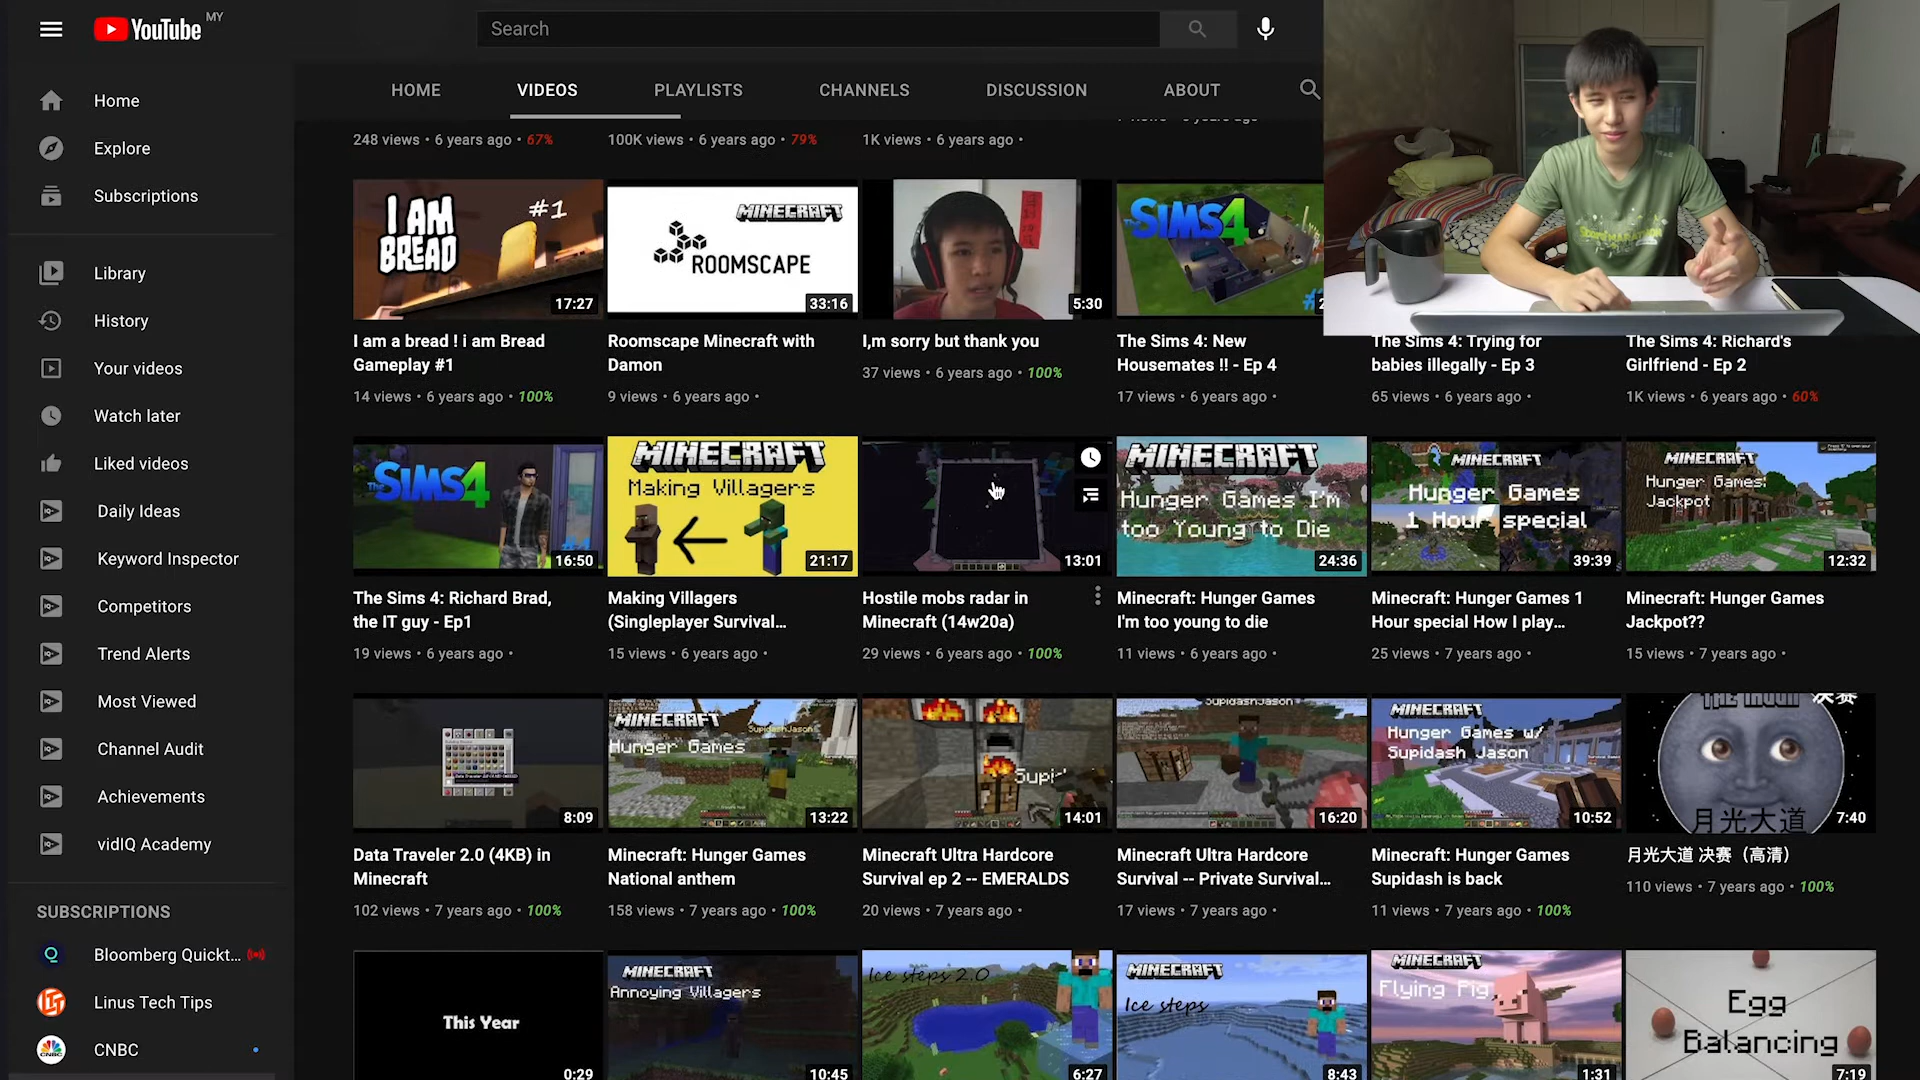 YouTube MY
Search
HOME VIDEOS PLAYLISTS CHANNELS DISCUSSION ABOUT
Home
Explore
Subscriptions
Library
History
Your videos
Watch later
Liked videos
Daily Ideas
Keyword Inspector
Competitors
Trend Alerts
Most Viewed
Channel Audit
Achievements
vidIQ Academy
SUBSCRIPTIONS
Bloomberg Quickt...
Linus Tech Tips
CNBC
248 views • 6 years ago • 67%
100K views • 6 years ago • 79%
1K views • 6 years ago •
I AM BREAD #1
17:27
I am a bread ! i am Bread
Gameplay #1
14 views • 6 years ago • 100%
MINECRAFT
ROOMSCAPE
33:16
Roomscape Minecraft with
Damon
9 views • 6 years ago •
5:30
I,m sorry but thank you
37 views • 6 years ago • 100%
THE SIMS 4
The Sims 4: New
Housemates !! - Ep 4
17 views • 6 years ago •
The Sims 4: Trying for
babies illegally - Ep 3
65 views • 6 years ago •
The Sims 4: Richard's
Girlfriend - Ep 2
1K views • 6 years ago • 60%
THE SIMS 4
#1
16:50
The Sims 4: Richard Brad,
the IT guy - Ep1
19 views • 6 years ago •
MINECRAFT
Making Villagers
21:17
Making Villagers
(Singleplayer Survival...
15 views • 6 years ago •
13:01
Hostile mobs radar in
Minecraft (14w20a)
29 views • 6 years ago • 100%
MINECRAFT
Hunger Games I'm
too Young to Die
24:36
Minecraft: Hunger Games
I'm too young to die
11 views • 6 years ago •
MINECRAFT
Hunger Games
1 Hour special
39:39
Minecraft: Hunger Games 1
Hour special How I play...
25 views • 7 years ago •
MINECRAFT
Hunger Games:
Jackpot
12:32
Minecraft: Hunger Games
Jackpot??
15 views • 7 years ago •
8:09
Data Traveler 2.0 (4KB) in
Minecraft
102 views • 7 years ago • 100%
MINECRAFT
SupidashJason
Hunger Games
13:22
Minecraft: Hunger Games
National anthem
158 views • 7 years ago • 100%
14:01
Minecraft Ultra Hardcore
Survival ep 2 -- EMERALDS
20 views • 7 years ago •
SupidashJason
16:20
Minecraft Ultra Hardcore
Survival -- Private Survival...
17 views • 7 years ago •
MINECRAFT
Hunger Games w/
Supidash Jason
10:52
Minecraft: Hunger Games
Supidash is back
11 views • 7 years ago • 100%
THE MOON 决赛
月光大道
7:40
月光大道 决赛（高清）
110 views • 7 years ago • 100%
This Year
0:29
MINECRAFT
Annoying Villagers
10:45
Ice steps 2.0
6:27
MINECRAFT
Ice steps
8:43
MINECRAFT
Flying Pig
1:31
Egg
Balancing
7:19